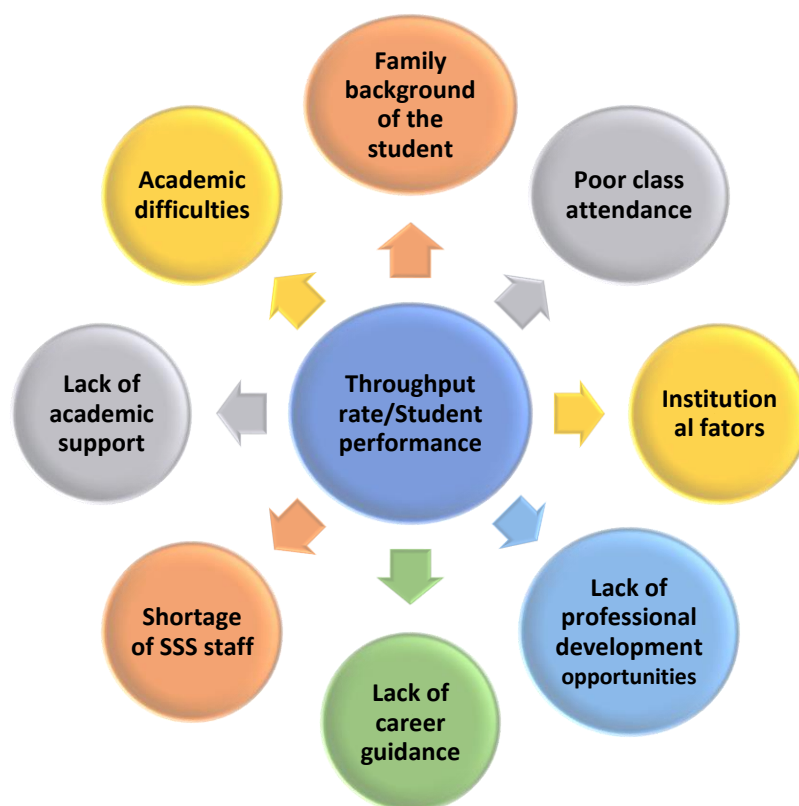 Family
background
of the
student
Poor class
attendance
Institution
al fators
Lack of
professional
development
opportunities
Lack of
career
guidance
Shortage
of SSS staff
Lack of
academic
support
Academic
difficulties
Throughput
rate/Student
performance